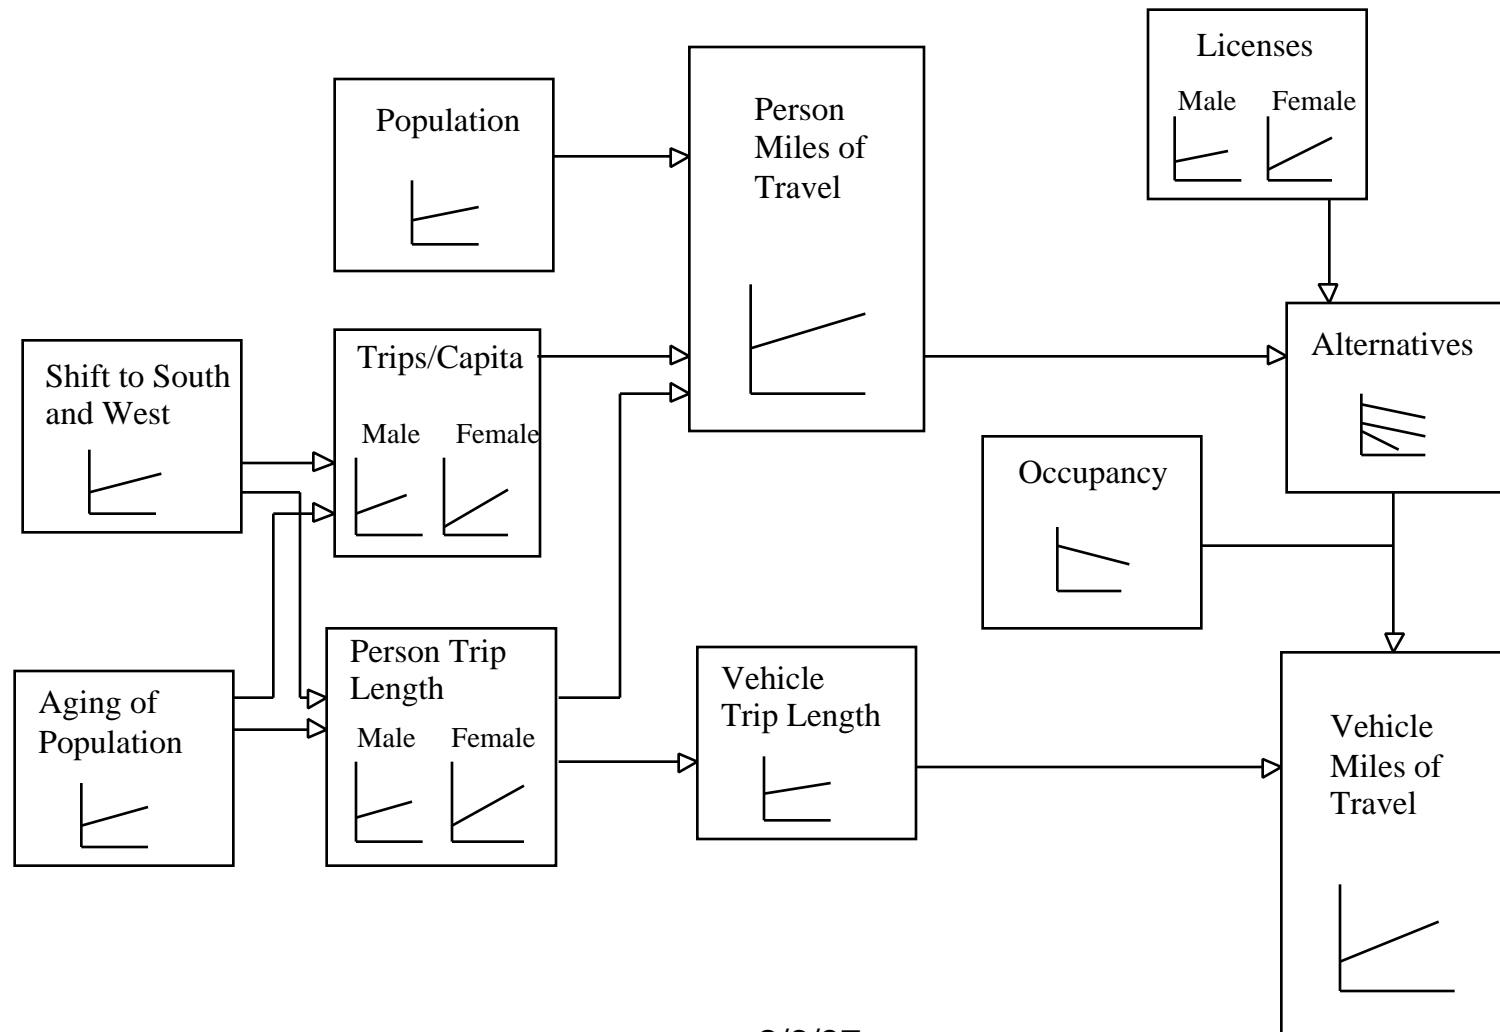 Licenses
Male Female
Population
Person
Miles of
Travel
Shift to South
and West
Trips/Capita
Male Female
Alternatives
Occupancy
Aging of
Population
Person Trip
Length
Male Female
Vehicle
Trip Length
Vehicle
Miles of
Travel